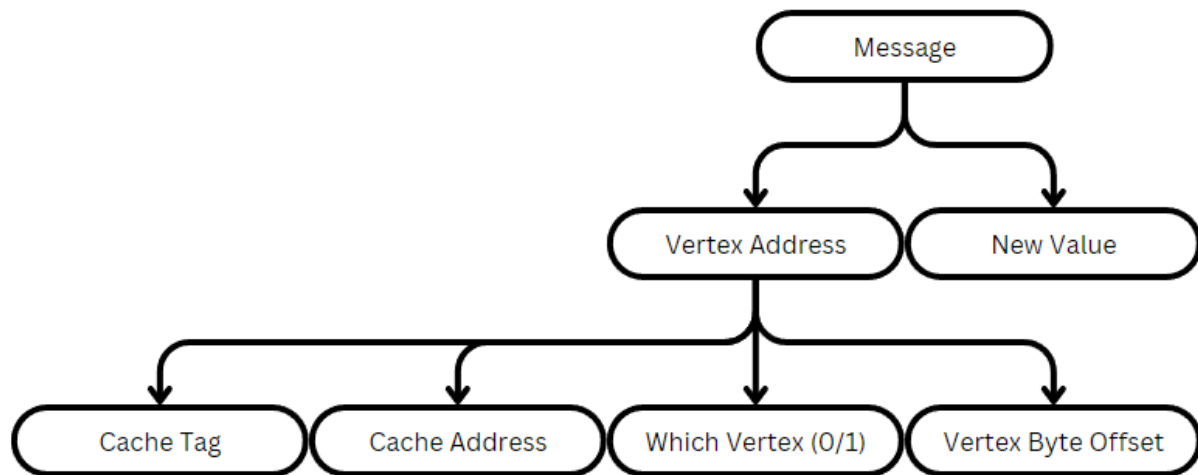 Message
Vertex Address
New Value
Cache Tag
Cache Address
Which Vertex (0/1)
Vertex Byte Offset